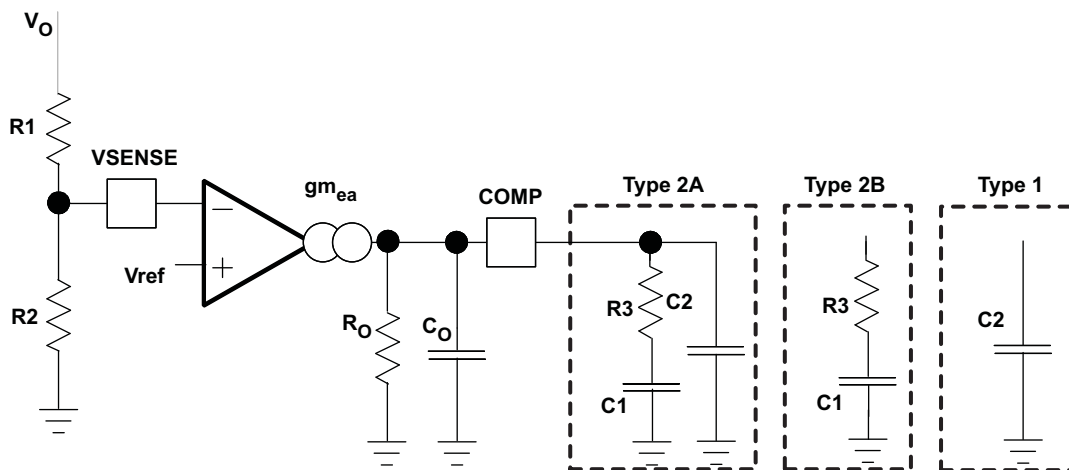 VO
R1
VSENSE
R2
Vref
gmea
RO
CO
COMP
Type 2A
R3
C2
C1
Type 2B
R3
C1
Type 1
C2